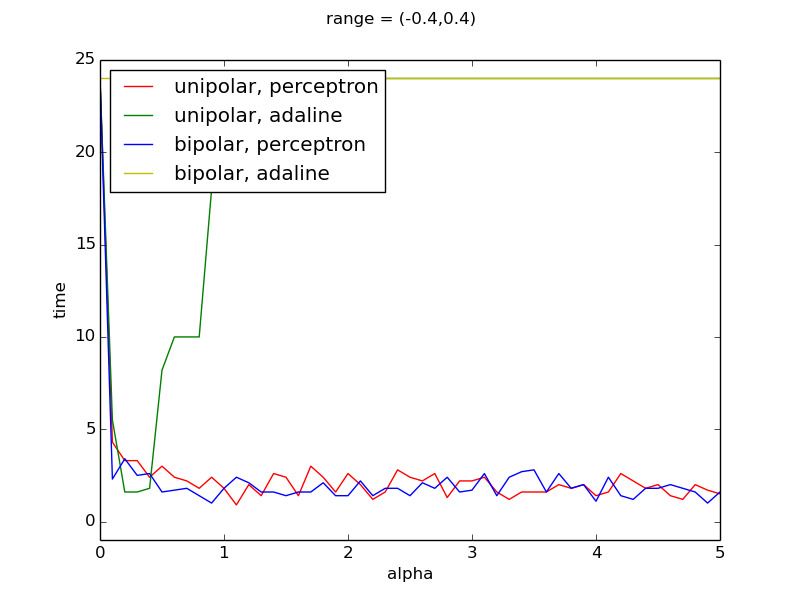 range = (-0.4,0.4)
25
20
15
10
5
0
time
unipolar, perceptron
unipolar, adaline
bipolar, perceptron
bipolar, adaline
0 1 2 3 4 5
alpha